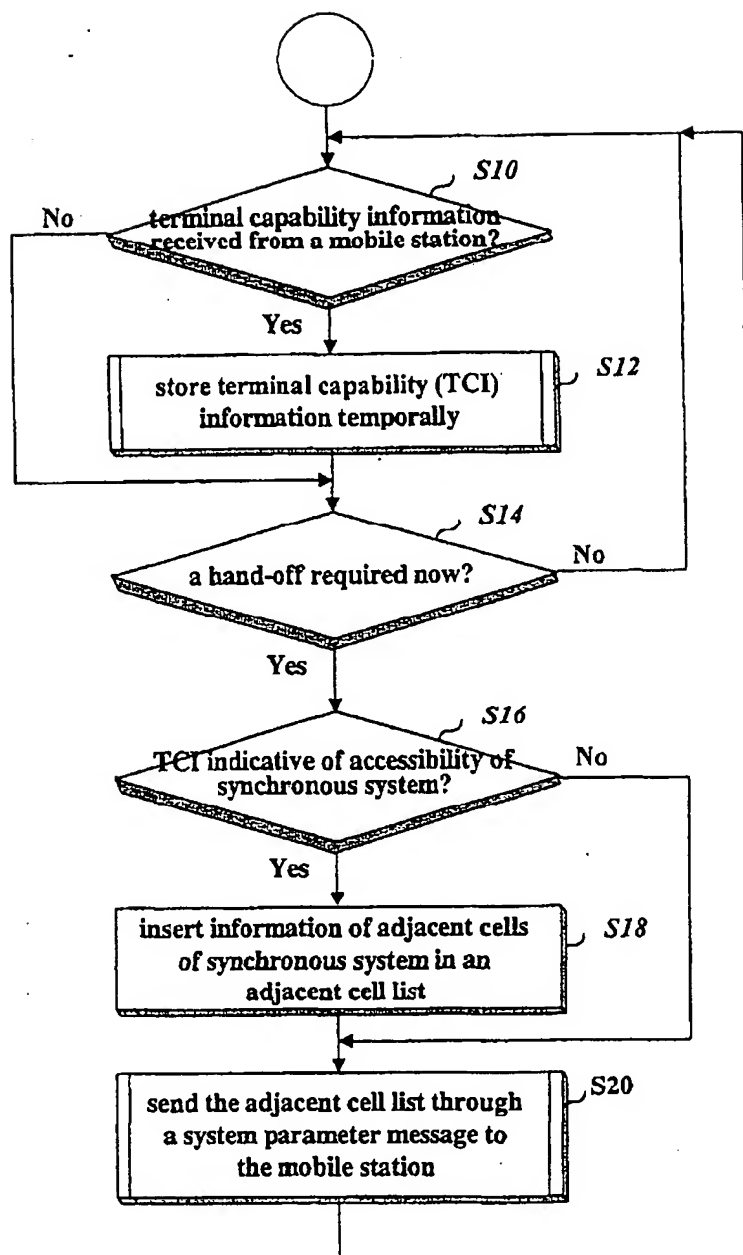 S10
No
terminal capability information
received from a mobile station?
Yes
S12
store terminal capability (TCI)
information temporally
S14
No
a hand-off required now?
Yes
S16
No
TCI indicative of accessibility of
synchronous system?
Yes
insert information of adjacent cells
of synchronous system in an
adjacent cell list
S18
S20
send the adjacent cell list through
a system parameter message to
the mobile station